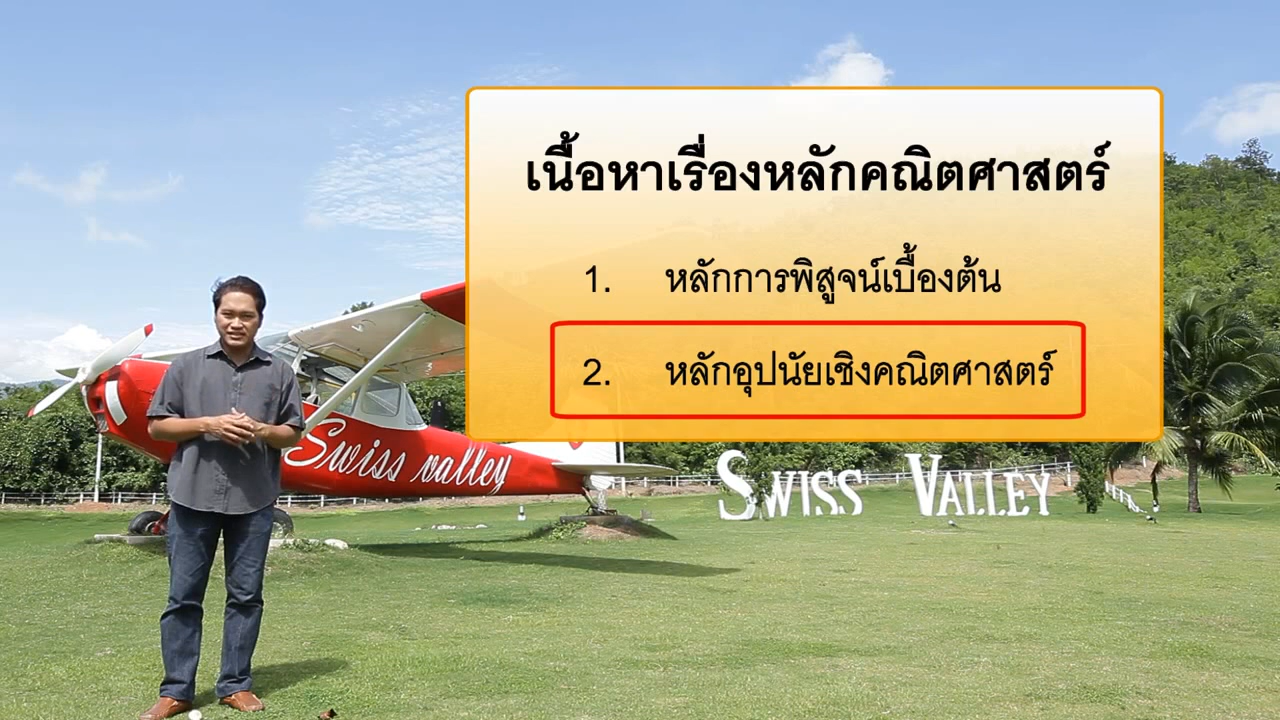 เนื้อหาเรื่องหลักคณิตศาสตร์
1. หลักการพิสูจน์เบื้องต้น
2. หลักอุปนัยเชิงคณิตศาสตร์
Swiss valley
SWISS VALLEY